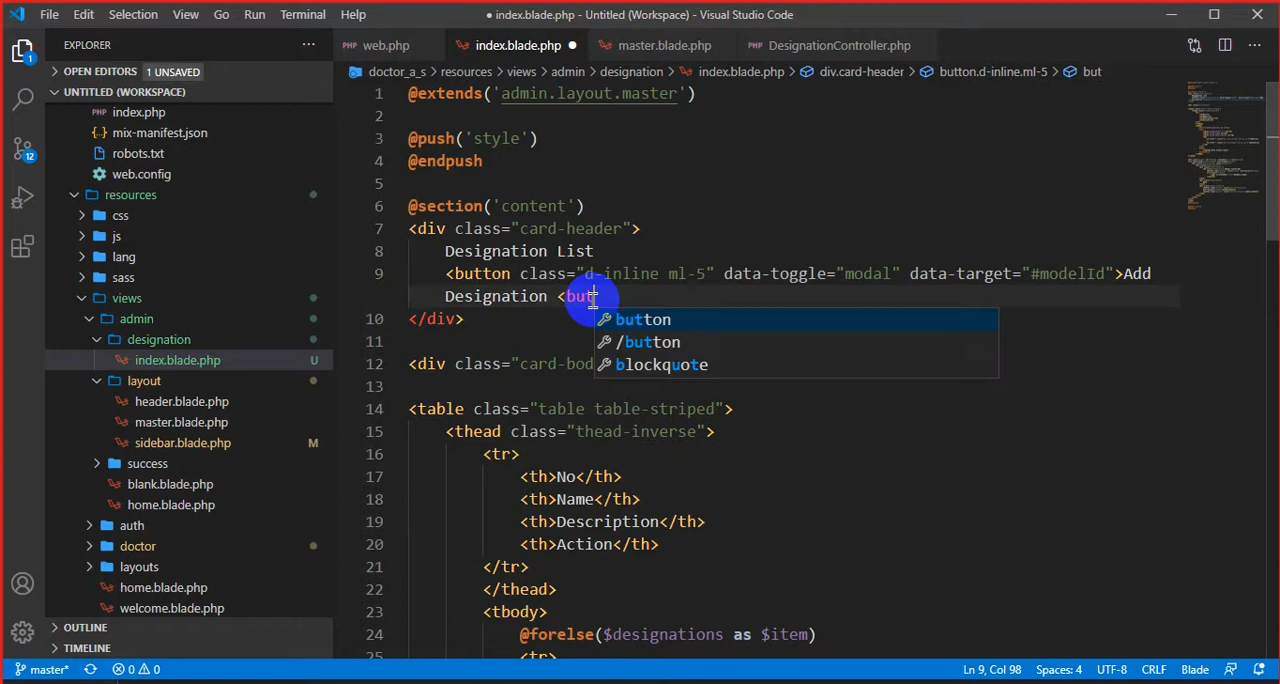 File Edit Selection View Go Run Terminal Help
● index.blade.php - Untitled (Workspace) - Visual Studio Code
EXPLORER
web.php index.blade.php ● master.blade.php DesignationController.php
OPEN EDITORS 1 UNSAVED
doctor_a_s > resources > views > admin > designation > index.blade.php > div.card-header > button.d-inline.ml-5 > but
UNTITLED (WORKSPACE)
index.php
mix-manifest.json
robots.txt
web.config
resources
css
js
lang
sass
views
admin
designation
index.blade.php U
layout
header.blade.php
master.blade.php
sidebar.blade.php M
success
blank.blade.php
home.blade.php
auth
doctor
layouts
home.blade.php
welcome.blade.php
OUTLINE
TIMELINE
1 @extends('admin.layout.master')
2
3 @push('style')
4 @endpush
5
6 @section('content')
7 <div class="card-header">
8 Designation List
9 <button class="d-inline ml-5" data-toggle="modal" data-target="#modelId">Add
Designation <but
button
/button
blockquote
10 </div>
11
12 <div class="card-bod
13
14 <table class="table table-striped">
15 <thead class="thead-inverse">
16 <tr>
17 <th>No</th>
18 <th>Name</th>
19 <th>Description</th>
20 <th>Action</th>
21 </tr>
22 </thead>
23 <tbody>
24 @forelse($designations as $item)
25 <tr>
1
12
master* 0 0 Ln 9, Col 98 Spaces: 4 UTF-8 CRLF Blade